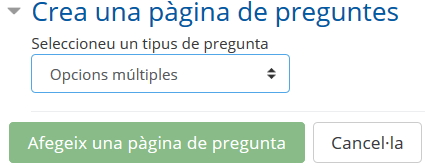 Crea una pàgina de preguntes
Seleccioneu un tipus de pregunta
Opcions múltiples
Afegeix una pàgina de pregunta Cancel·la